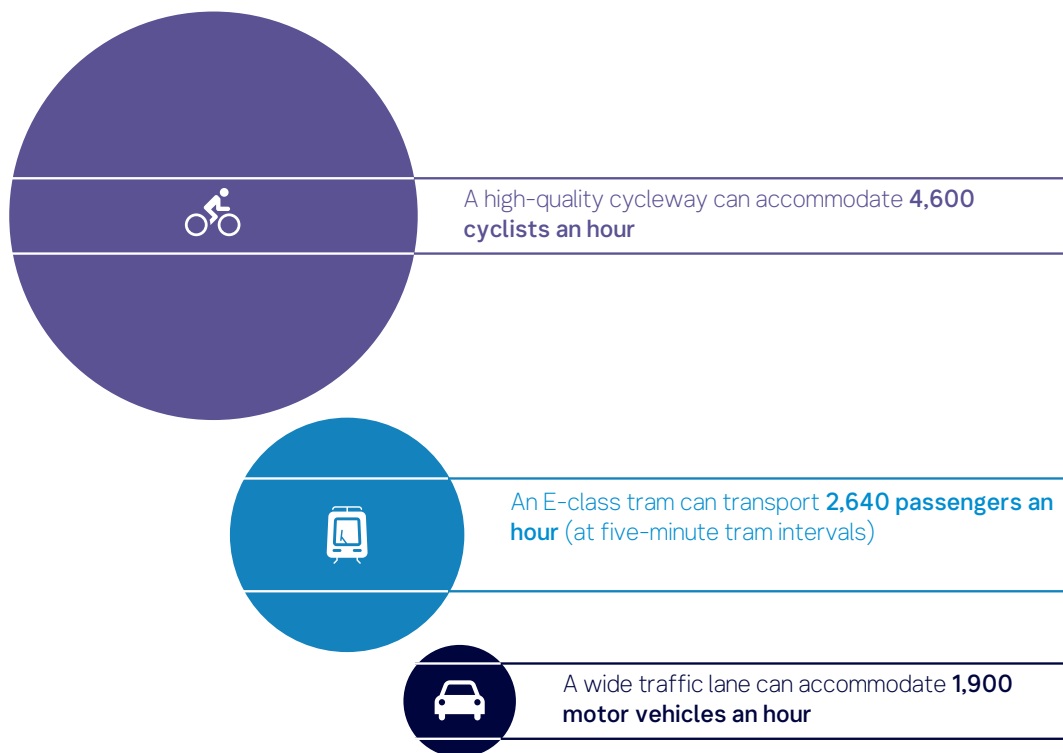 A high-quality cycleway can accommodate 4,600
cyclists an hour
An E-class tram can transport 2,640 passengers an
hour (at five-minute tram intervals)
A wide traffic lane can accommodate 1,900
motor vehicles an hour